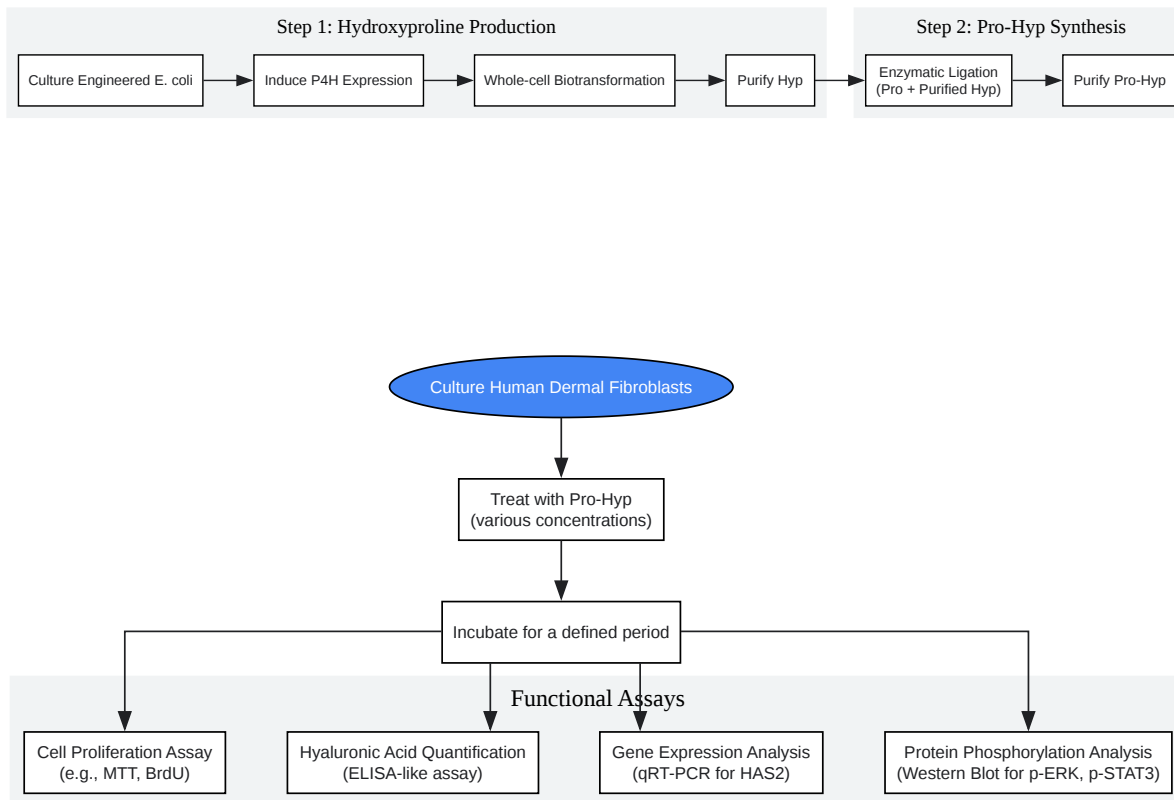 Step 1: Hydroxyproline Production
Step 2: Pro-Hyp Synthesis
Culture Engineered E. coli
Induce P4H Expression
Whole-cell Biotransformation
Purify Hyp
Enzymatic Ligation
(Pro + Purified Hyp)
Purify Pro-Hyp
Culture Human Dermal Fibroblasts
Treat with Pro-Hyp
(various concentrations)
Incubate for a defined period
Functional Assays
Cell Proliferation Assay
(e.g., MTT, BrdU)
Hyaluronic Acid Quantification
(ELISA-like assay)
Gene Expression Analysis
(qRT-PCR for HAS2)
Protein Phosphorylation Analysis
(Western Blot for p-ERK, p-STAT3)